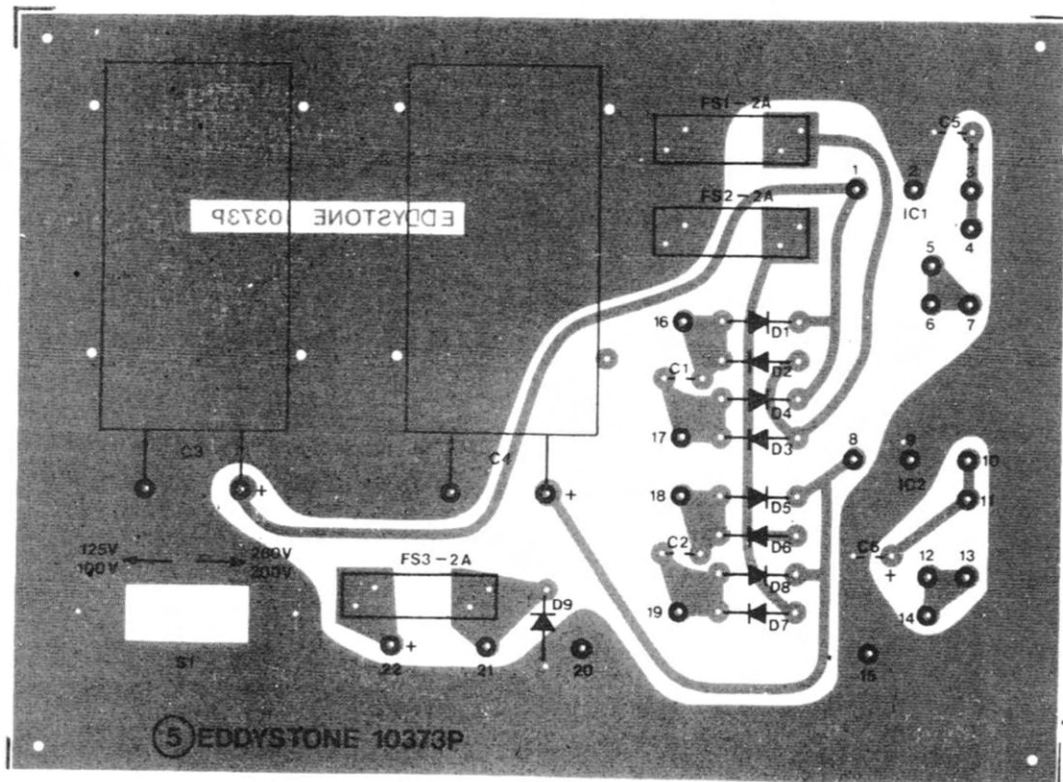 FS1-2A
C5
1
2
3
FS2-2A
IC1
4
EDDYSTONE 10373P
5
6
7
16
D1
D2
C1
D4
17
D3
C3
C4
8
9
10
IC2
+
+
18
D5
11
D6
C2
125V
100V
FS3-2A
C6
+
12
13
D8
D9
19
D7
14
S1
22
+
21
20
15
5 EDDYSTONE 10373P